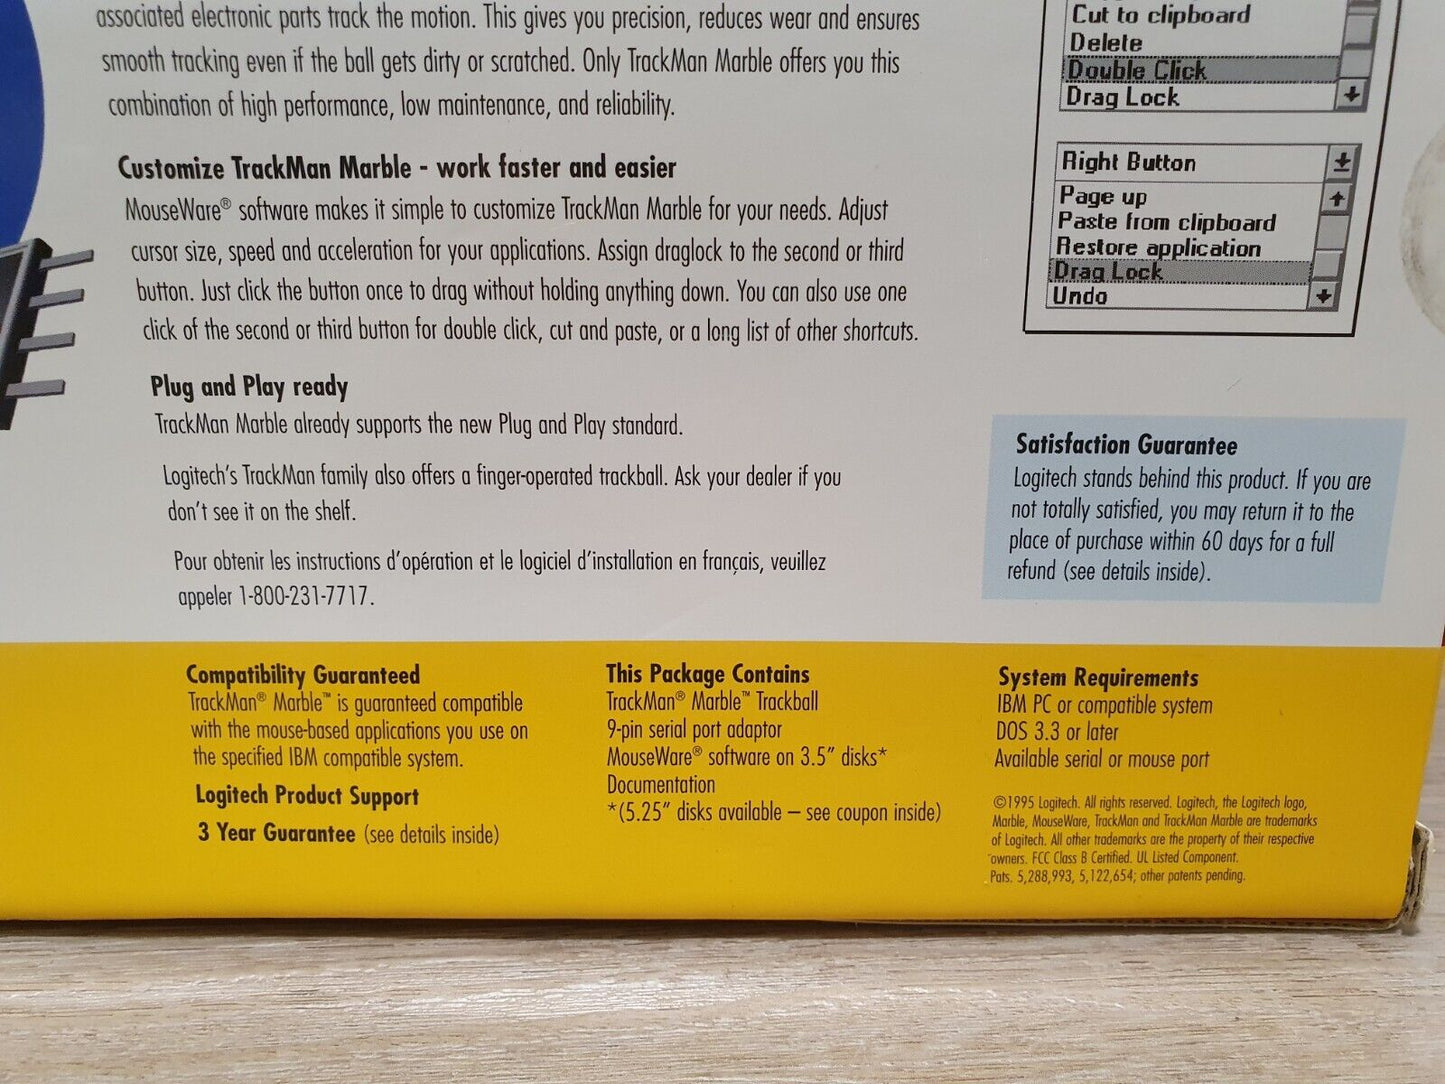 associated electronic parts track the motion. This gives you precision, reduces wear and ensures
smooth tracking even if the ball gets dirty or scratched. Only TrackMan Marble offers you this
combination of high performance, low maintenance, and reliability.
Customize TrackMan Marble - work faster and easier
MouseWare® software makes it simple to customize TrackMan Marble for your needs. Adjust
cursor size, speed and acceleration for your applications. Assign draglock to the second or third
button. Just click the button once to drag without holding anything down. You can also use one
click of the second or third button for double click, cut and paste, or a long list of other shortcuts.
Plug and Play ready
TrackMan Marble already supports the new Plug and Play standard.
Logitech's TrackMan family also offers a finger-operated trackball. Ask your dealer if you
don't see it on the shelf.
Pour obtenir les instructions d'opération et le logiciel d'installation en français, veuillez
appeler 1-800-231-7717.
Cut to clipboard
Delete
Double Click
Drag Lock
Right Button
Page up
Paste from clipboard
Restore application
Drag Lock
Undo
Satisfaction Guarantee
Logitech stands behind this product. If you are
not totally satisfied, you may return it to the
place of purchase within 60 days for a full
refund (see details inside).
Compatibility Guaranteed
TrackMan® Marble™ is guaranteed compatible
with the mouse-based applications you use on
the specified IBM compatible system.
Logitech Product Support
3 Year Guarantee (see details inside)
This Package Contains
TrackMan® Marble™ Trackball
9-pin serial port adaptor
MouseWare® software on 3.5" disks*
Documentation
*(5.25" disks available – see coupon inside)
System Requirements
IBM PC or compatible system
DOS 3.3 or later
Available serial or mouse port
©1995 Logitech. All rights reserved. Logitech, the Logitech logo,
Marble, MouseWare, TrackMan and TrackMan Marble are trademarks
of Logitech. All other trademarks are the property of their respective
owners. FCC Class B Certified. UL Listed Component.
Pats. 5,288,993, 5,122,654; other patents pending.